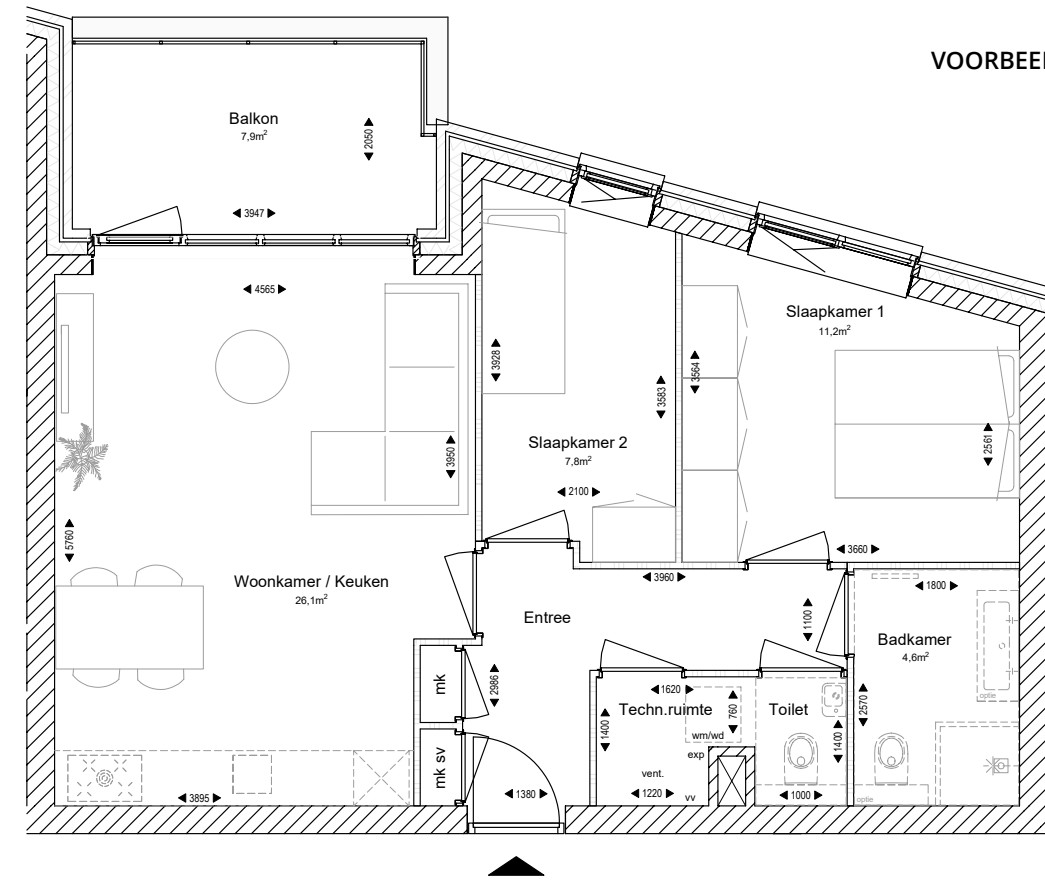 VOORBEEL
Balkon
7,9m²
2050
3947
4565
Slaapkamer 1
11,2m²
3928
3564
3583
Slaapkamer 2
7,8m²
3950
2561
2100
5760
3660
Woonkamer / Keuken
26,1m²
3960
1800
Entree
1100
Badkamer
4,6m²
mk
2986
1620
optie
Techn.ruimte
760
Toilet
2570
1400
wm/wd
1400
exp
mk sv
vent.
3895
1380
1220
vv
1000
optie